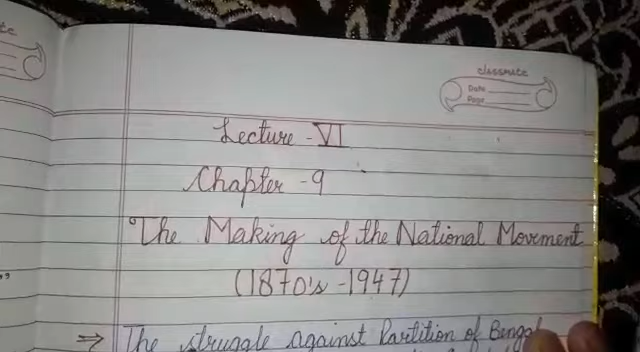 classmate
Date
Page
Lecture - VI
Chapter - 9
The Making of the National Movement
(1870's - 1947)
⇒ The struggle against Partition of Bengal